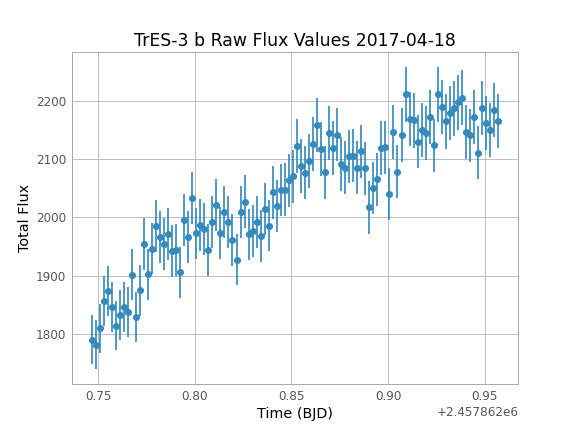 TrES-3 b Raw Flux Values 2017-04-18
Total Flux
2200
2100
2000
1900
1800
0.75 0.80 0.85 0.90 0.95
Time (BJD)
+2.457862e6